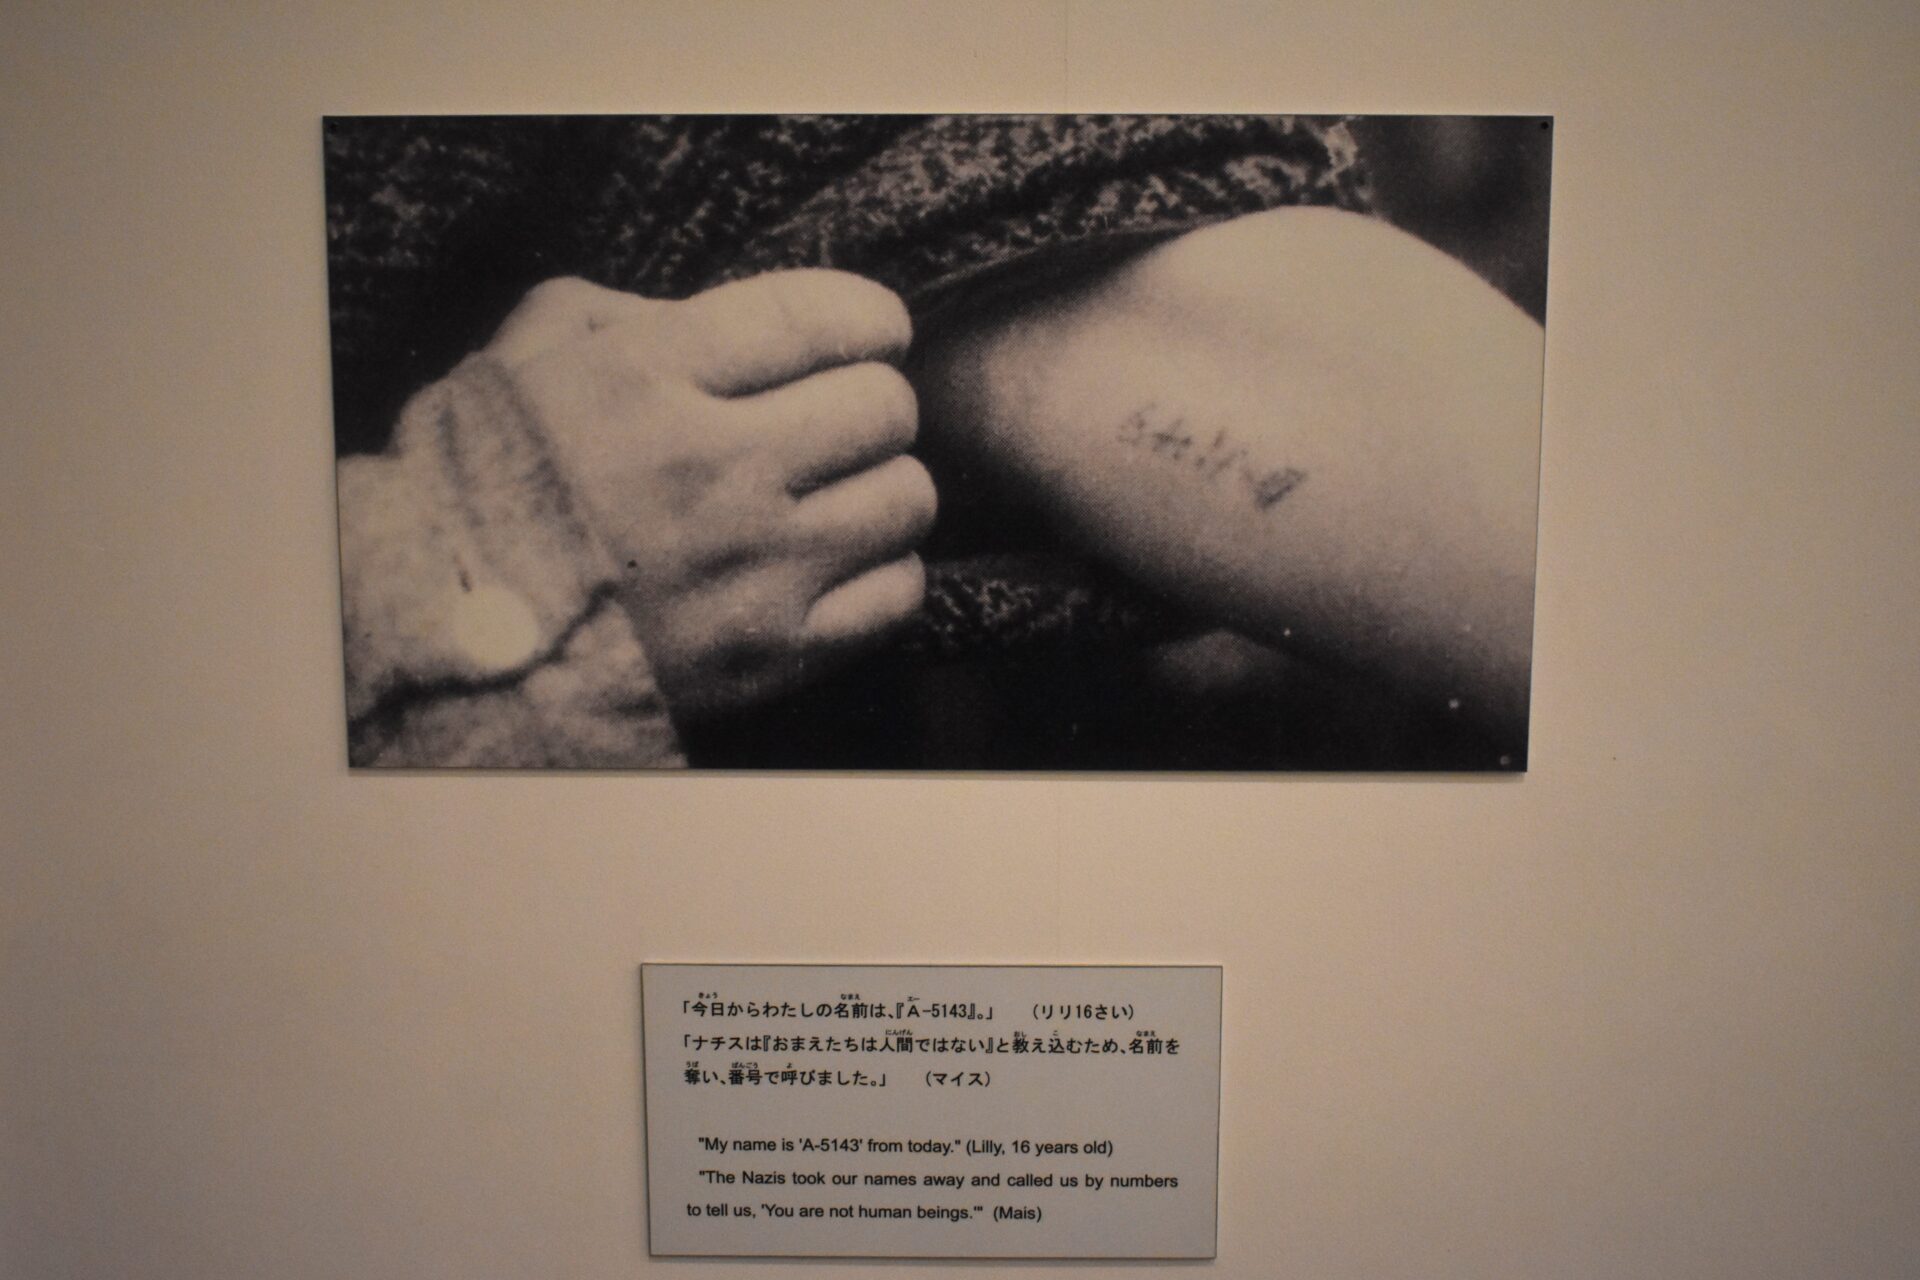 「今日からわたしの名前は、『A-5143』。」　（リリ16さい）
「ナチスは『おまえたちは人間ではない』と教え込むため、名前を
奪い、番号で呼びました。」　（マイス）
"My name is 'A-5143' from today." (Lilly, 16 years old)
"The Nazis took our names away and called us by numbers
to tell us, 'You are not human beings.'" (Mais)